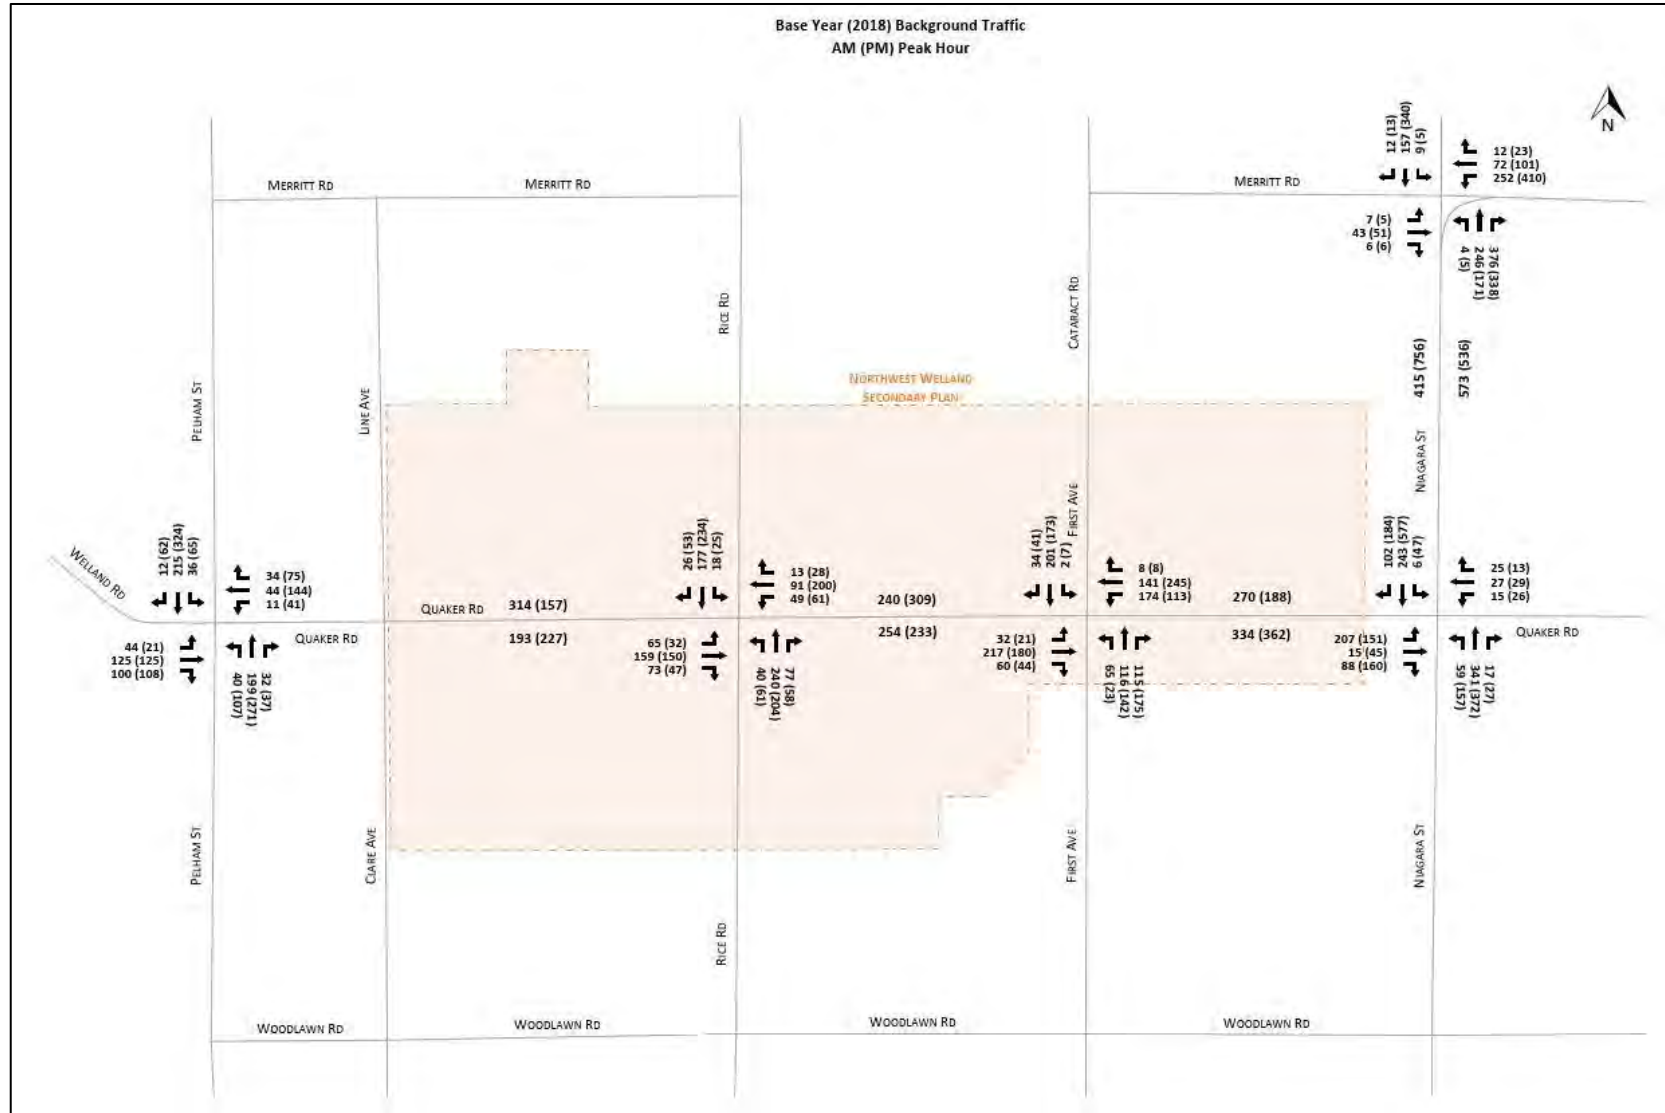 Base Year (2018) Background Traffic
AM (PM) Peak Hour
N
12 (13)
157 (340)
9 (5)
12 (23)
72 (101)
252 (410)
MERRITT RD
MERRITT RD
MERRITT RD
7 (5)
43 (51)
6 (6)
4 (5)
246 (171)
376 (338)
RICE RD
CATARACT RD
415 (756)
573 (536)
NORTHWEST WELLAND
SECONDARY PLAN
PELHAM ST
LINE AVE
FIRST AVE
NIAGARA ST
WELLAND RD
12 (62)
215 (324)
36 (65)
34 (75)
44 (144)
11 (41)
26 (53)
177 (234)
18 (25)
13 (28)
91 (200)
49 (61)
34 (41)
201 (173)
2 (7)
8 (8)
141 (245)
174 (113)
102 (184)
243 (577)
6 (47)
25 (13)
27 (29)
15 (26)
QUAKER RD
314 (157)
240 (309)
270 (188)
QUAKER RD
193 (227)
254 (233)
334 (362)
QUAKER RD
44 (21)
125 (125)
100 (108)
40 (107)
199 (271)
32 (37)
65 (32)
159 (150)
73 (47)
40 (61)
240 (204)
77 (58)
32 (21)
217 (180)
60 (44)
65 (23)
116 (142)
115 (175)
207 (151)
15 (45)
88 (160)
59 (157)
341 (372)
17 (27)
PELHAM ST
CLARE AVE
RICE RD
FIRST AVE
NIAGARA ST
WOODLAWN RD
WOODLAWN RD
WOODLAWN RD
WOODLAWN RD